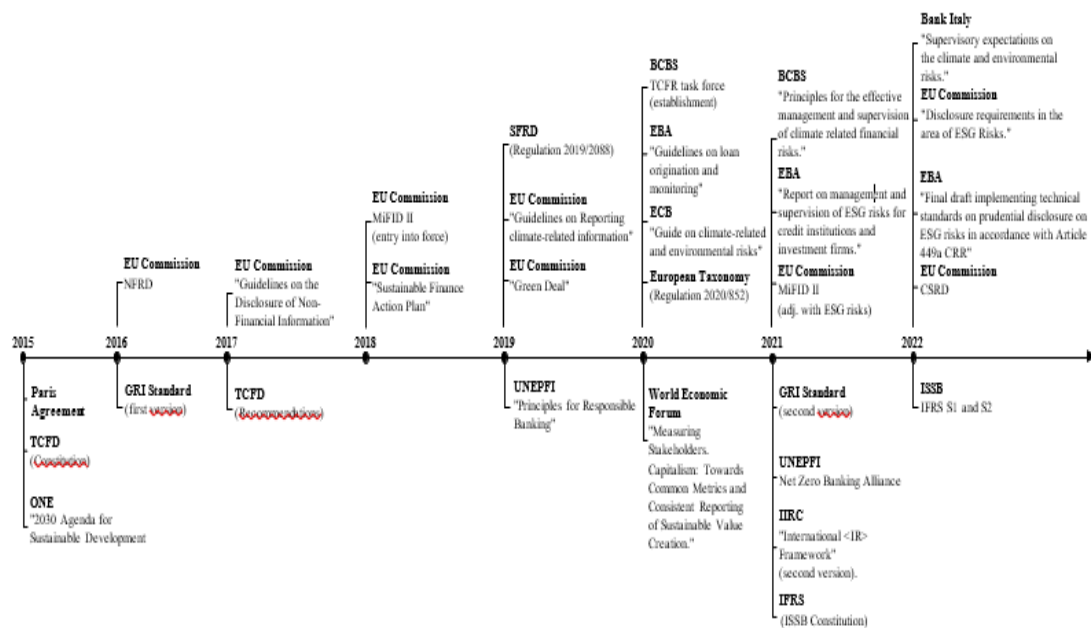 Bank Italy
"Supervisory expectations on
the climate and environmental
risks."
EU Commission
"Disclosure requirements in the
area of ESG Risks."
EBA
"Final draft implementing technical
standards on prudential disclosure on
ESG risks in accordance with Article
449a CRR"
EU Commission
CSRD
BCBS
"Principles for the effective
management and supervision
of climate related financial
risks."
EBA
"Report on management and
supervision of ESG risks for
credit institutions and
investment firms.
EU Commission
MiFID II
(adj. with ESG risks)
BCBS
TCFR task force
(establishment)
EBA
"Guidelines on loan
origination and
monitoring"
ECB
"Guide on climate-related
and environmental risks"
European Taxonomy
(Regulation 2020/852)
SFRD
(Regulation 2019/2088)
EU Commission
"Guidelines on Reporting
climate-related information"
EU Commission
"Green Deal"
EU Commission
MiFID II
(entry into force)
EU Commission
"Sustainable Finance
Action Plan"
EU Commission
"Guidelines on the
Disclosure of Non-
Financial Information"
EU Commission
NFRD
2015
2016
2017
2018
2019
2020
2021
2022
Paris
Agreement
TCFD
(Constitution)
ONE
"2030 Agenda for
Sustainable Development
GRI Standard
(first version)
TCFD
(Recommendations)
UNEPFI
"Principles for Responsible
Banking"
World Economic
Forum
"Measuring
Stakeholders.
Capitalism: Towards
Common Metrics and
Consistent Reporting
of Sustainable Value
Creation."
GRI Standard
(second version)
UNEPFI
Net Zero Banking Alliance
IIRC
"International <IR>
Framework"
(second version).
IFRS
(ISSB Constitution)
ISSB
IFRS S1 and S2